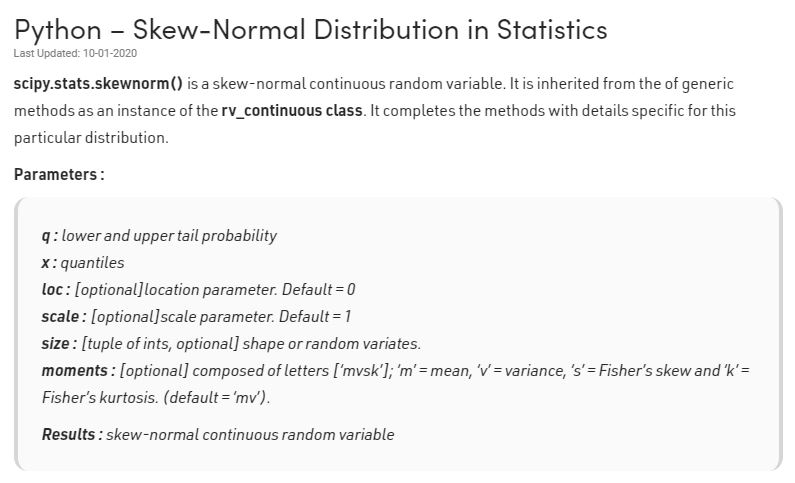 Python – Skew-Normal Distribution in Statistics
Last Updated: 10-01-2020
scipy.stats.skewnorm() is a skew-normal continuous random variable. It is inherited from the of generic
methods as an instance of the rv_continuous class. It completes the methods with details specific for this
particular distribution.
Parameters :
q : lower and upper tail probability
x : quantiles
loc : [optional]location parameter. Default = 0
scale : [optional]scale parameter. Default = 1
size : [tuple of ints, optional] shape or random variates.
moments : [optional] composed of letters [‘mvsk’]; ‘m’ = mean, ‘v’ = variance, ‘s’ = Fisher’s skew and ‘k’ =
Fisher’s kurtosis. (default = ‘mv’).
Results : skew-normal continuous random variable